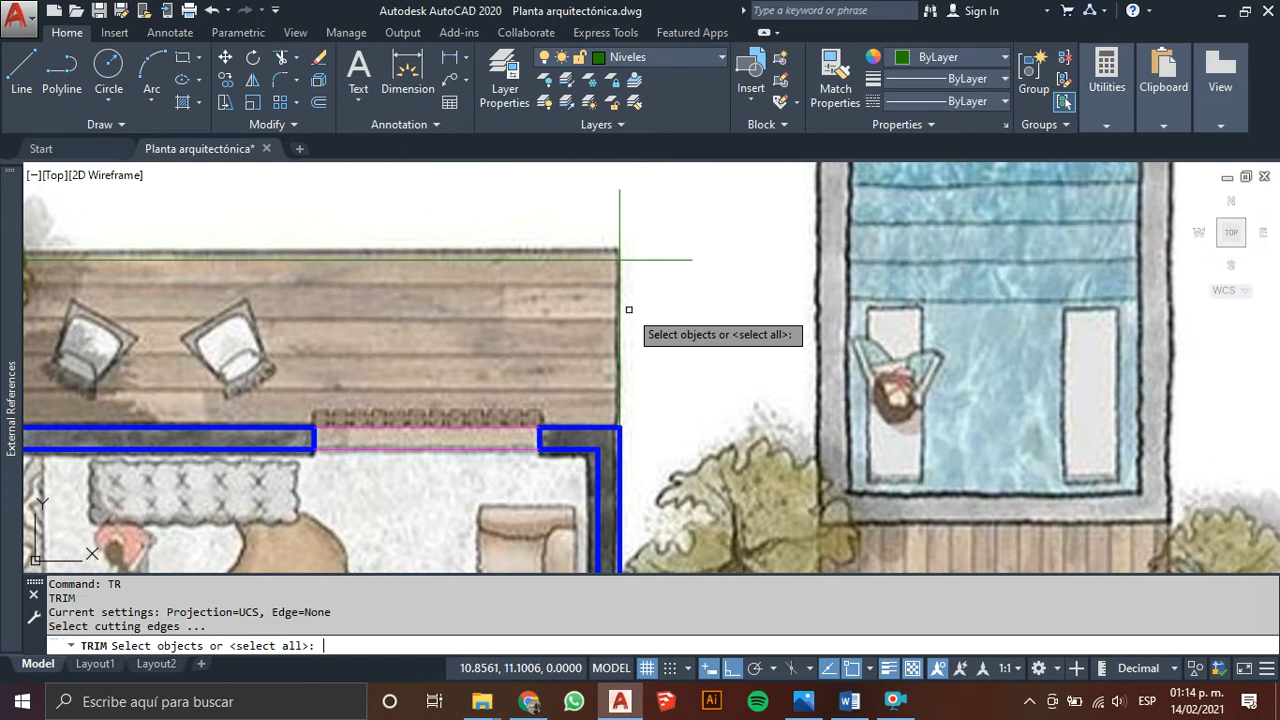 Autodesk AutoCAD 2020 Planta arquitectónica.dwg
Type a keyword or phrase
Sign In
Home Insert Annotate Parametric View Manage Output Add-ins Collaborate Express Tools Featured Apps
Niveles
ByLayer
ByLayer
ByLayer
Line Polyline Circle Arc
Text Dimension
Layer Properties
Insert
Match Properties
Group
Utilities
Clipboard
View
Draw Modify Annotation Layers Block Properties Groups
Start Planta arquitectónica*
[−][Top][2D Wireframe]
N
W TOP E
S
WCS
Select objects or <select all>:
External References
Y
X
Command: TR
TRIM
Current settings: Projection=UCS, Edge=None
Select cutting edges ...
TRIM Select objects or <select all>:
Model Layout1 Layout2
10.8561, 11.1006, 0.0000 MODEL
1:1
Decimal
Escribe aquí para buscar
ESP
01:14 p. m.
14/02/2021